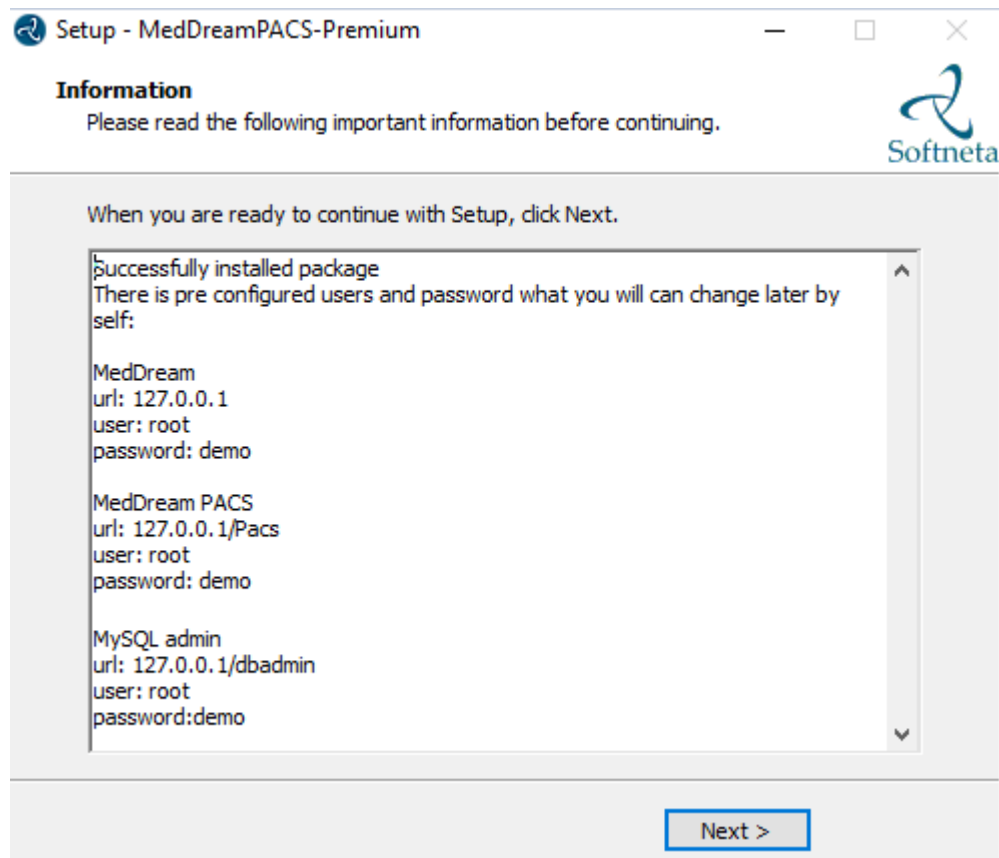 Setup - MedDreamPACS-Premium
Information
Please read the following important information before continuing.
Softneta
When you are ready to continue with Setup, click Next.
Successfully installed package
There is pre configured users and password what you will can change later by
self:
MedDream
url: 127.0.0.1
user: root
password: demo
MedDream PACS
url: 127.0.0.1/Pacs
user: root
password: demo
MySQL admin
url: 127.0.0.1/dbadmin
user: root
password:demo
Next >